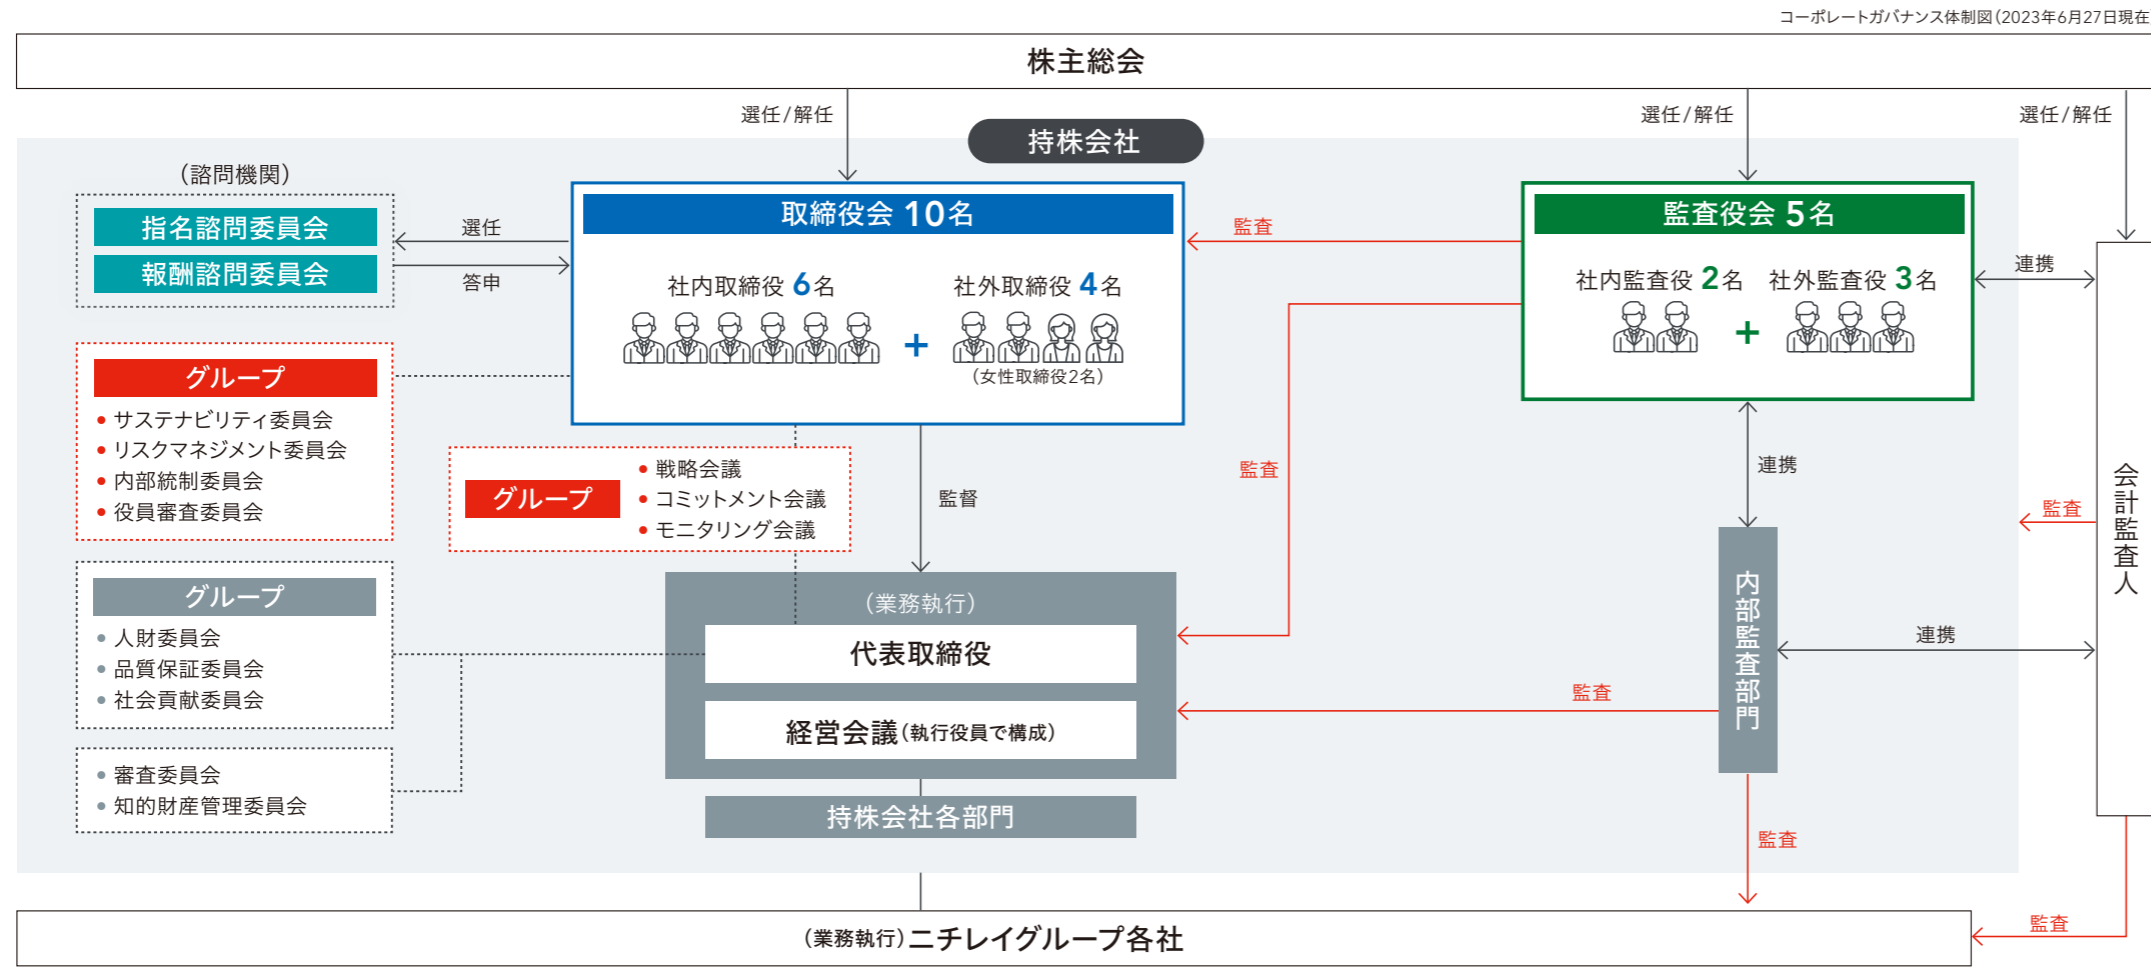 コーポレートガバナンス体制図(2023年6月27日現在
株主総会
選任/解任
選任/解任
選任/解任
持株会社
(諮問機関)
指名諮問委員会
報酬諮問委員会
選任
答申
取締役会 10名
社内取締役 6名
社外取締役 4名
+
(女性取締役2名)
監査
監査役会 5名
社内監査役 2名
社外監査役 3名
+
連携
グループ
• サステナビリティ委員会
• リスクマネジメント委員会
• 内部統制委員会
• 役員審査委員会
グループ
• 戦略会議
• コミットメント会議
• モニタリング会議
監督
監査
連携
監査
会計監査人
グループ
• 人財委員会
• 品質保証委員会
• 社会貢献委員会
(業務執行)
代表取締役
経営会議(執行役員で構成)
監査
内部監査部門
連携
• 審査委員会
• 知的財産管理委員会
持株会社各部門
監査
(業務執行)ニチレイグループ各社
監査